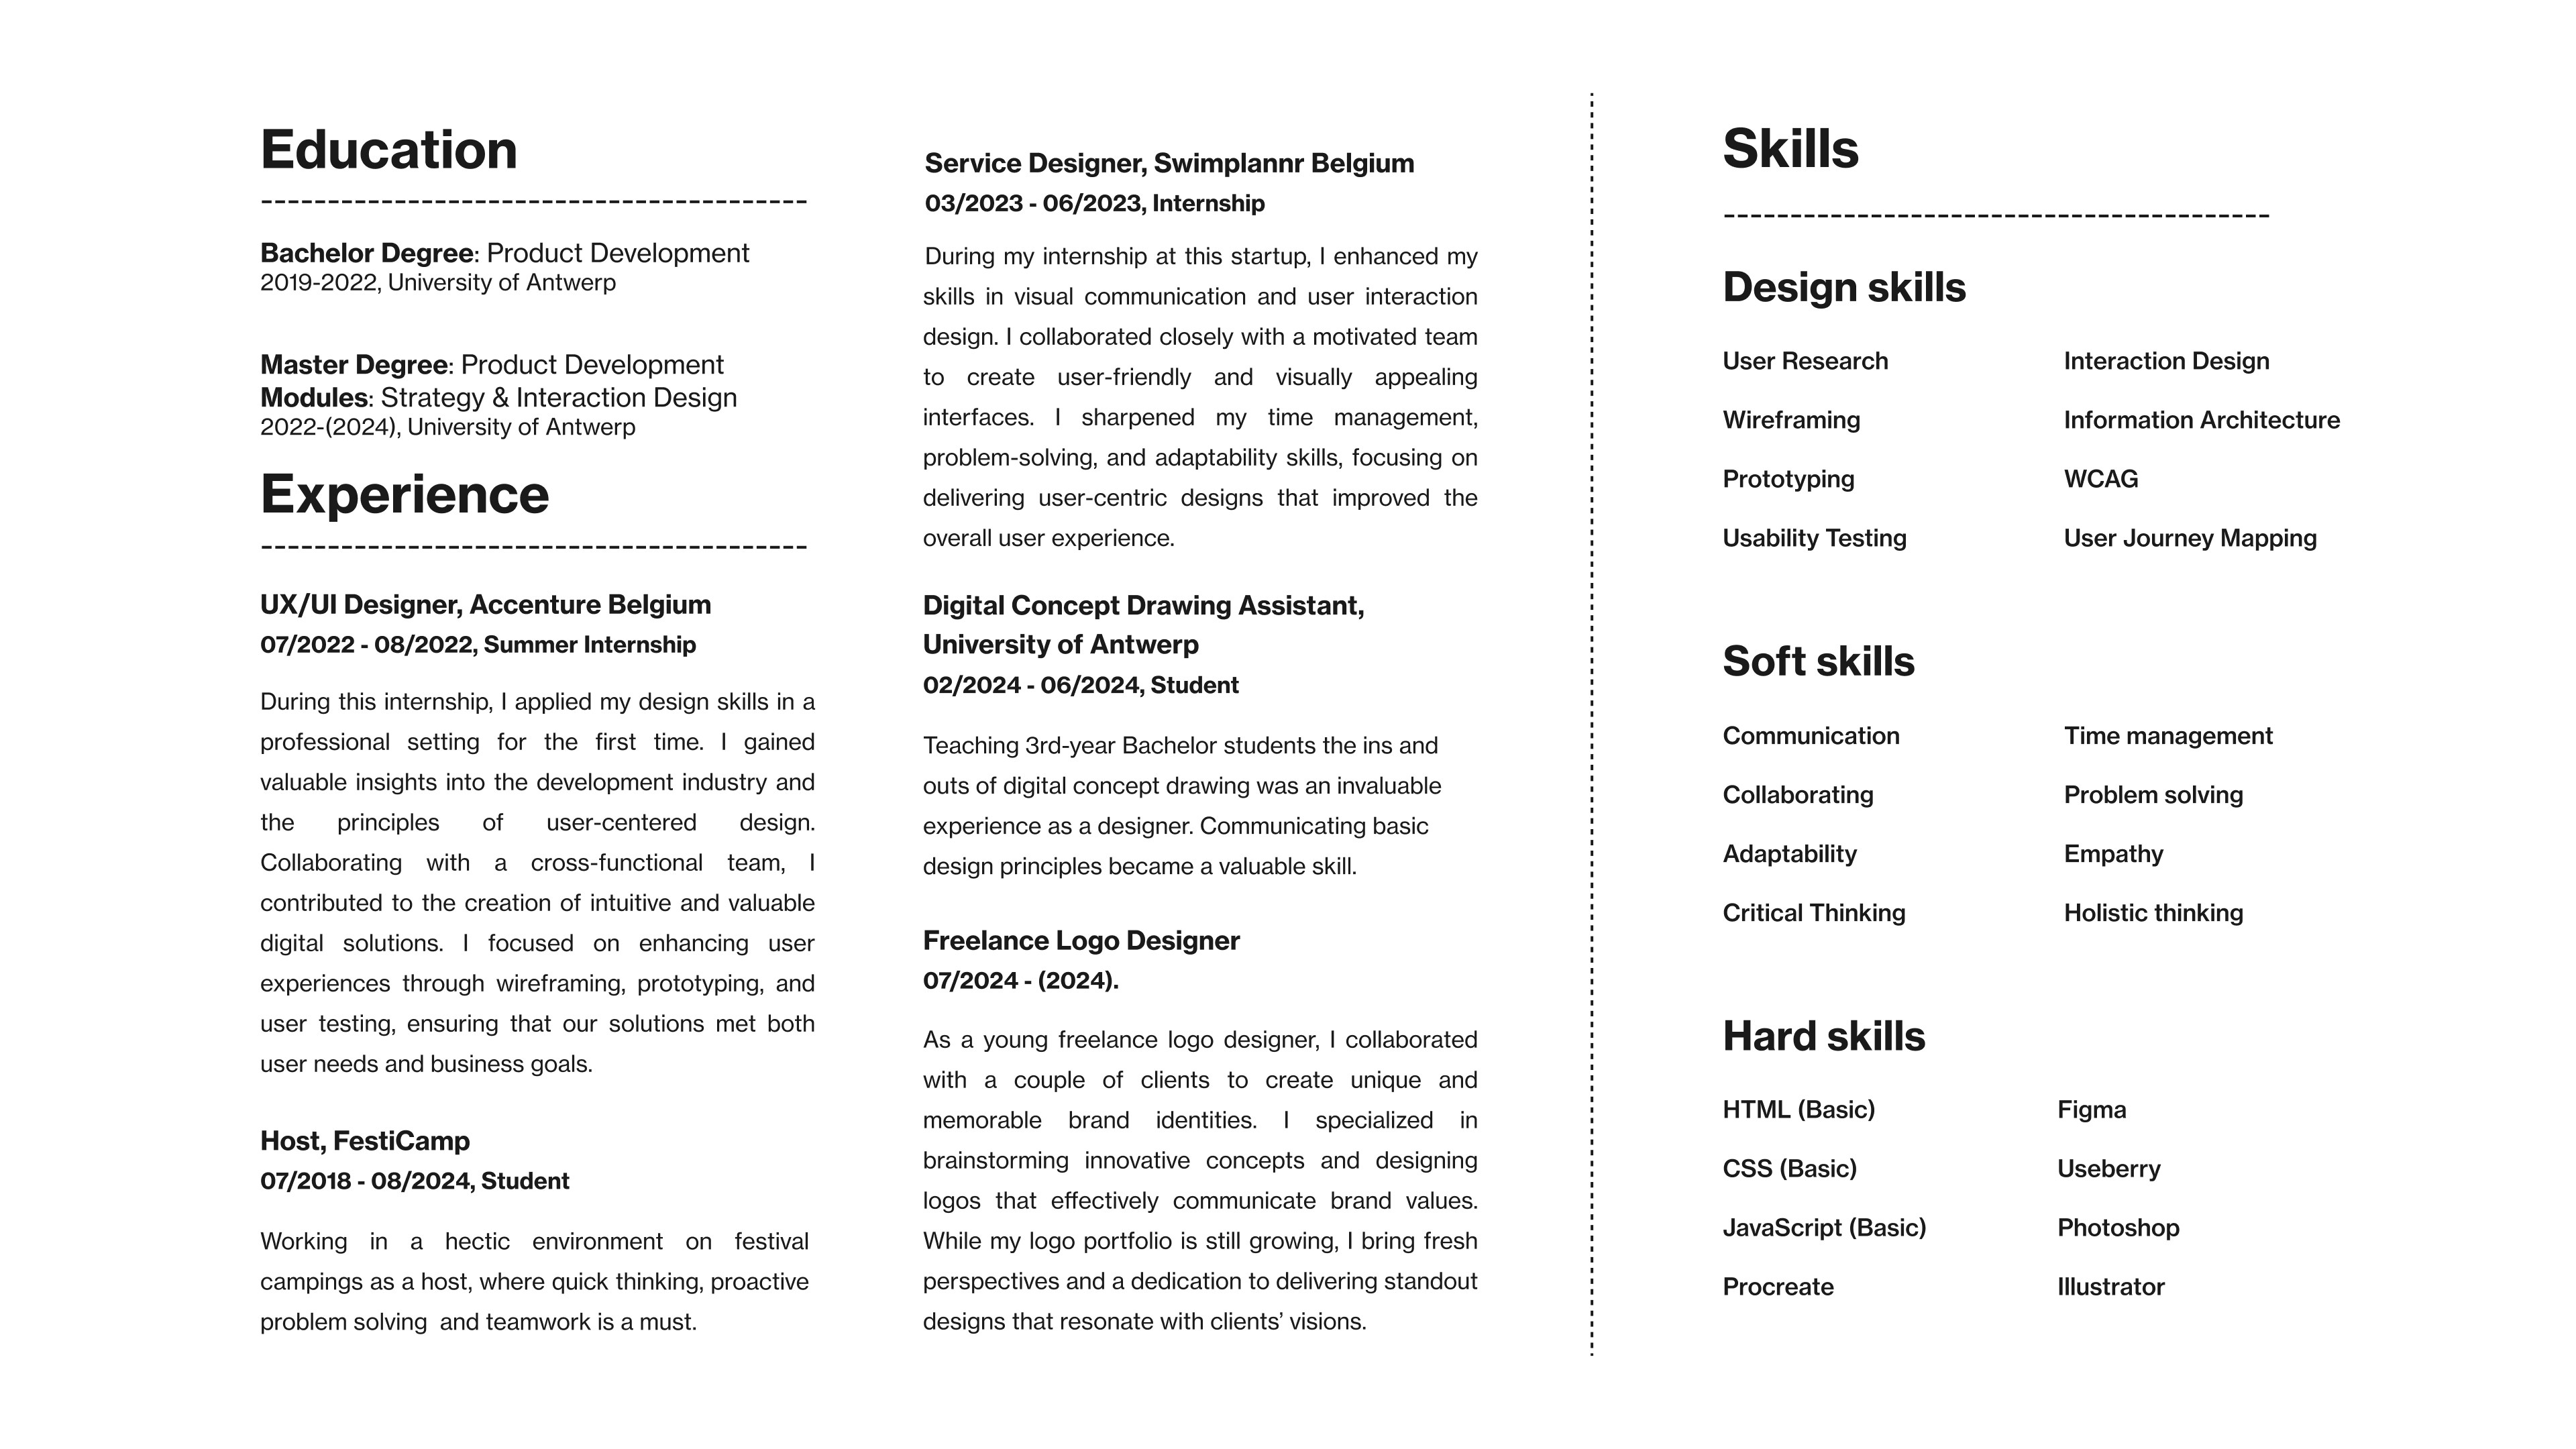 Education
Bachelor Degree: Product Development
2019-2022, University of Antwerp
Master Degree: Product Development
Modules: Strategy & Interaction Design
2022-(2024), University of Antwerp
Experience
UX/UI Designer, Accenture Belgium
07/2022 - 08/2022, Summer Internship
During this internship, I applied my design skills in a
professional setting for the first time. I gained
valuable insights into the development industry and
the principles of user-centered design.
Collaborating with a cross-functional team, I
contributed to the creation of intuitive and valuable
digital solutions. I focused on enhancing user
experiences through wireframing, prototyping, and
user testing, ensuring that our solutions met both
user needs and business goals.
Host, FestiCamp
07/2018 - 08/2024, Student
Working in a hectic environment on festival
campings as a host, where quick thinking, proactive
problem solving and teamwork is a must.
Service Designer, Swimplannr Belgium
03/2023 - 06/2023, Internship
During my internship at this startup, I enhanced my
skills in visual communication and user interaction
design. I collaborated closely with a motivated team
to create user-friendly and visually appealing
interfaces. I sharpened my time management,
problem-solving, and adaptability skills, focusing on
delivering user-centric designs that improved the
overall user experience.
Digital Concept Drawing Assistant,
University of Antwerp
02/2024 - 06/2024, Student
Teaching 3rd-year Bachelor students the ins and
outs of digital concept drawing was an invaluable
experience as a designer. Communicating basic
design principles became a valuable skill.
Freelance Logo Designer
07/2024 - (2024).
As a young freelance logo designer, I collaborated
with a couple of clients to create unique and
memorable brand identities. I specialized in
brainstorming innovative concepts and designing
logos that effectively communicate brand values.
While my logo portfolio is still growing, I bring fresh
perspectives and a dedication to delivering standout
designs that resonate with clients’ visions.
Skills
Design skills
User Research
Interaction Design
Wireframing
Information Architecture
Prototyping
WCAG
Usability Testing
User Journey Mapping
Soft skills
Communication
Time management
Collaborating
Problem solving
Adaptability
Empathy
Critical Thinking
Holistic thinking
Hard skills
HTML (Basic)
Figma
CSS (Basic)
Useberry
JavaScript (Basic)
Photoshop
Procreate
Illustrator